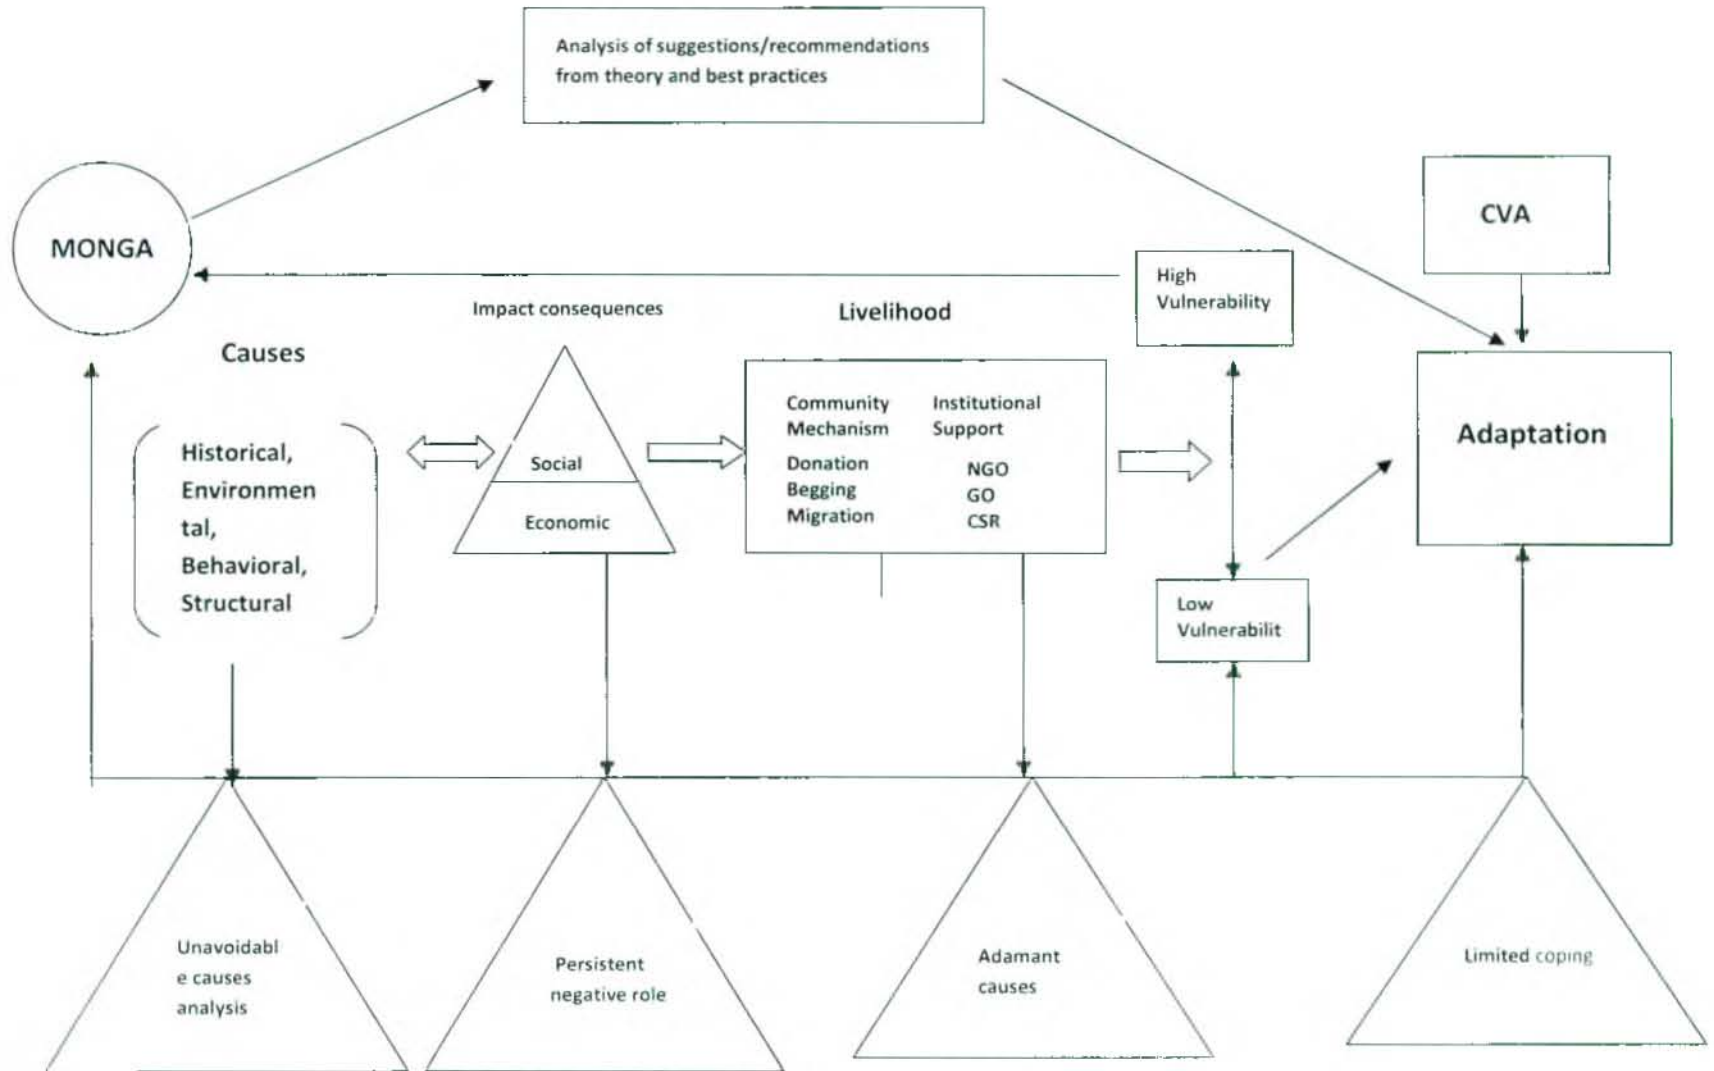 Analysis of suggestions/recommendations
from theory and best practices
MONGA
CVA
High
Vulnerability
Impact consequences
Livelihood
Causes
Adaptation
Historical,
Environmen
tal,
Behavioral,
Structural
Social
Economic
Community
Mechanism
Donation
Begging
Migration
Institutional
Support
NGO
GO
CSR
Low
Vulnerabilit
Unavoidabl
e causes
analysis
Persistent
negative role
Adamant
causes
Limited coping